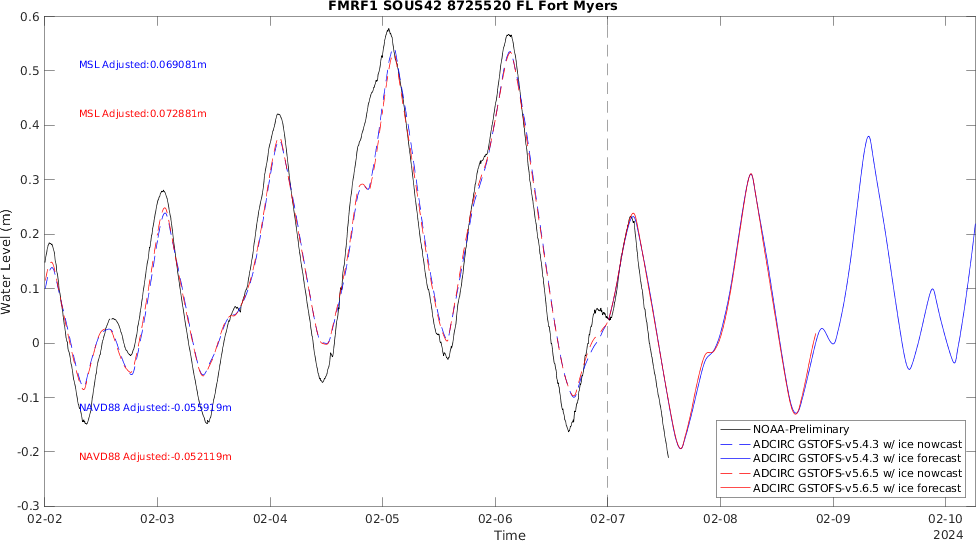 FMRF1 SOUS42 8725520 FL Fort Myers
0.6
0.5
0.4
0.3
0.2
0.1
0
-0.1
-0.2
-0.3
Water Level (m)
MSL Adjusted:0.069081m
MSL Adjusted:0.072881m
NAVD88 Adjusted:-0.055919m
NAVD88 Adjusted:-0.052119m
NOAA-Preliminary
ADCIRC GSTOFS-v5.4.3 w/ ice nowcast
ADCIRC GSTOFS-v5.4.3 w/ ice forecast
ADCIRC GSTOFS-v5.6.5 w/ ice nowcast
ADCIRC GSTOFS-v5.6.5 w/ ice forecast
02-02 02-03 02-04 02-05 02-06 02-07 02-08 02-09 02-10
2024
Time